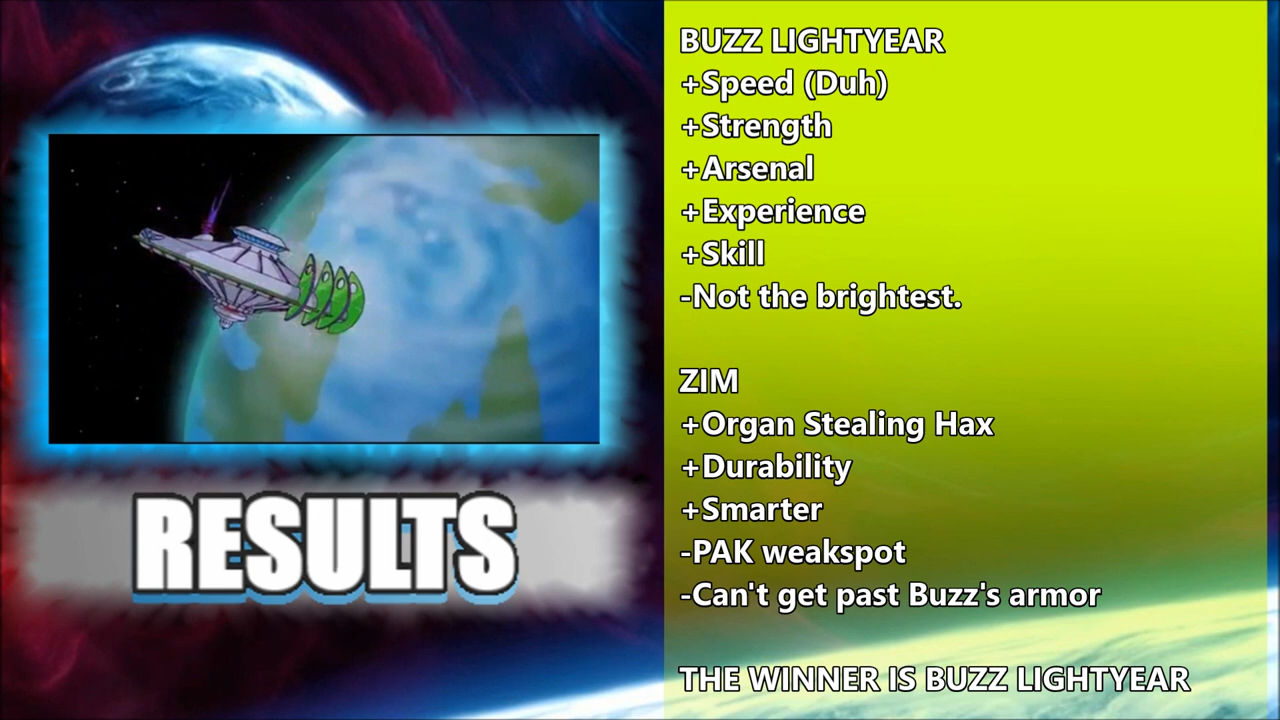 RESULTS
BUZZ LIGHTYEAR
+Speed (Duh)
+Strength
+Arsenal
+Experience
+Skill
-Not the brightest.
ZIM
+Organ Stealing Hax
+Durability
+Smarter
-PAK weakspot
-Can't get past Buzz's armor
THE WINNER IS BUZZ LIGHTYEAR